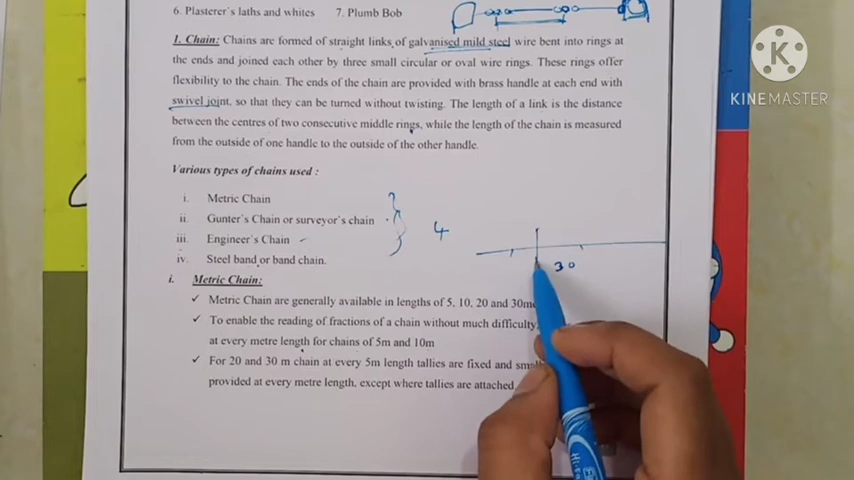 6. Plasterer's laths and whites 7. Plumb Bob
1. Chain: Chains are formed of straight links of galvanised mild steel wire bent into rings at
the ends and joined each other by three small circular or oval wire rings. These rings offer
flexibility to the chain. The ends of the chain are provided with brass handle at each end with
swivel joint, so that they can be turned without twisting. The length of a link is the distance
between the centres of two consecutive middle rings, while the length of the chain is measured
from the outside of one handle to the outside of the other handle.
Various types of chains used :
i. Metric Chain
ii. Gunter's Chain or surveyor's chain
iii. Engineer's Chain
iv. Steel band or band chain.
4
30
i. Metric Chain:
✓ Metric Chain are generally available in lengths of 5, 10, 20 and 30m
✓ To enable the reading of fractions of a chain without much difficulty,
at every metre length for chains of 5m and 10m
✓ For 20 and 30 m chain at every 5m length tallies are fixed and
provided at every metre length, except where tallies are attached.
K
KINEMASTER